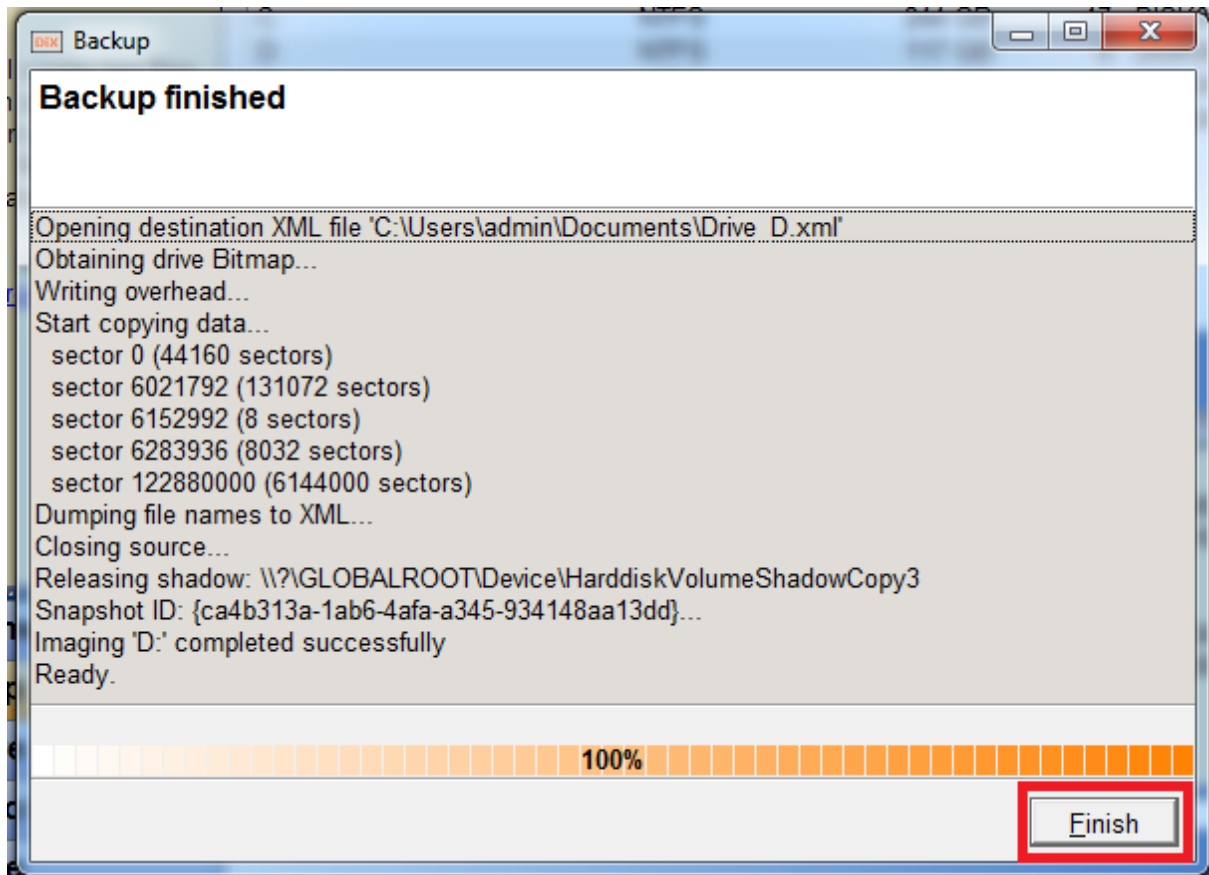 DIX Backup
Backup finished
Opening destination XML file 'C:\Users\admin\Documents\Drive_D.xml'
Obtaining drive Bitmap...
Writing overhead...
Start copying data...
sector 0 (44160 sectors)
sector 6021792 (131072 sectors)
sector 6152992 (8 sectors)
sector 6283936 (8032 sectors)
sector 122880000 (6144000 sectors)
Dumping file names to XML...
Closing source...
Releasing shadow: \\?\GLOBALROOT\Device\HarddiskVolumeShadowCopy3
Snapshot ID: {ca4b313a-1ab6-4afa-a345-934148aa13dd}...
Imaging 'D:' completed successfully
Ready.
100%
Finish